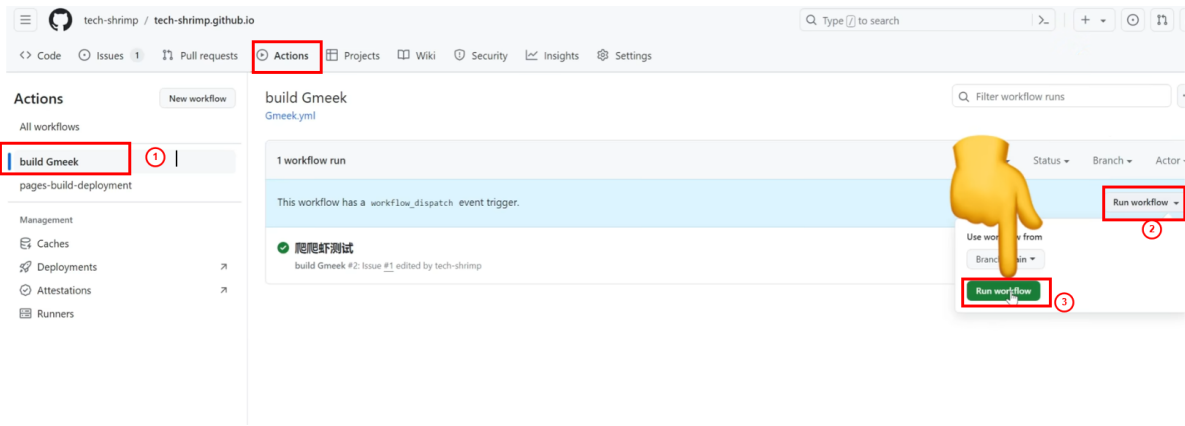 tech-shrimp / tech-shrimp.github.io
Type / to search
Code Issues 1 Pull requests Actions Projects Wiki Security Insights Settings
Actions
New workflow
All workflows
build Gmeek
1
pages-build-deployment
Management
Caches
Deployments
Attestations
Runners
build Gmeek
Gmeek.yml
Filter workflow runs
1 workflow run
Status Branch Actor
This workflow has a workflow_dispatch event trigger.
Run workflow
2
爬爬虾测试
build Gmeek #2: Issue #1 edited by tech-shrimp
Use from
Run workflow
3